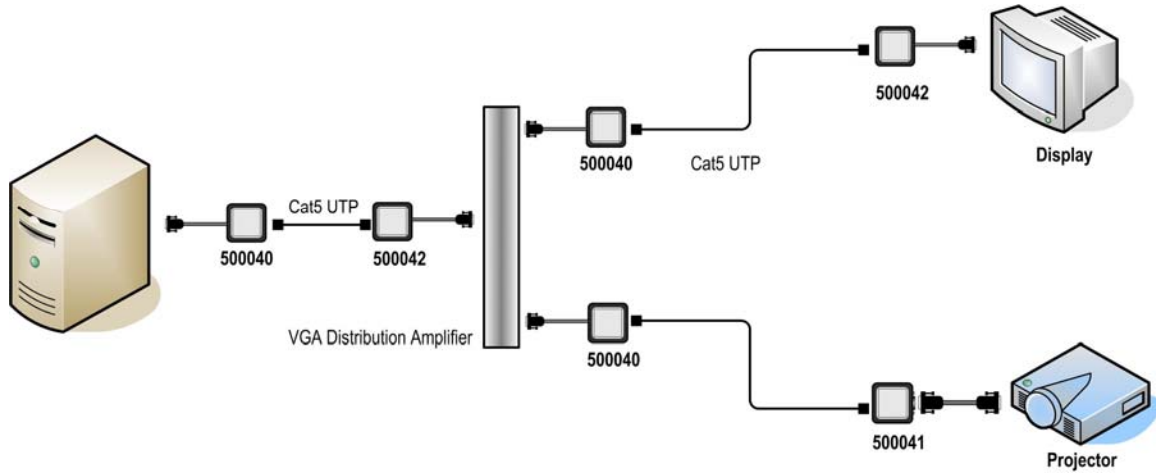 500042
Display
500040
Cat5 UTP
Cat5 UTP
500040
500042
VGA Distribution Amplifier
500040
500041
Projector